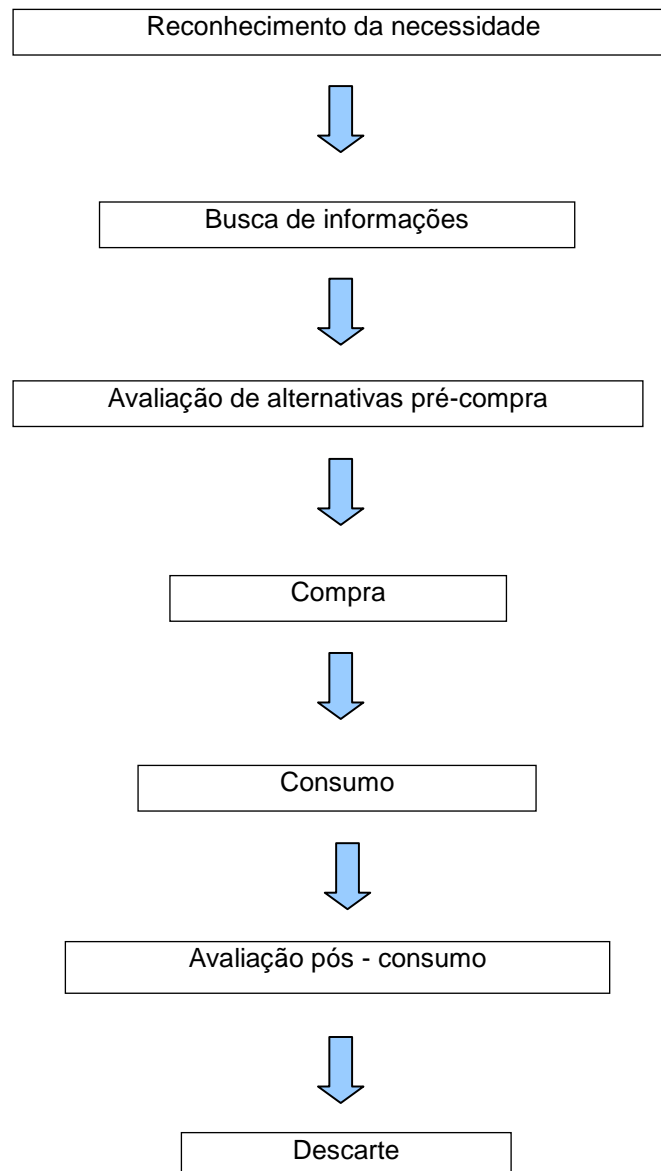 Reconhecimento da necessidade
Busca de informações
Avaliação de alternativas pré-compra
Compra
Consumo
Avaliação pós - consumo
Descarte